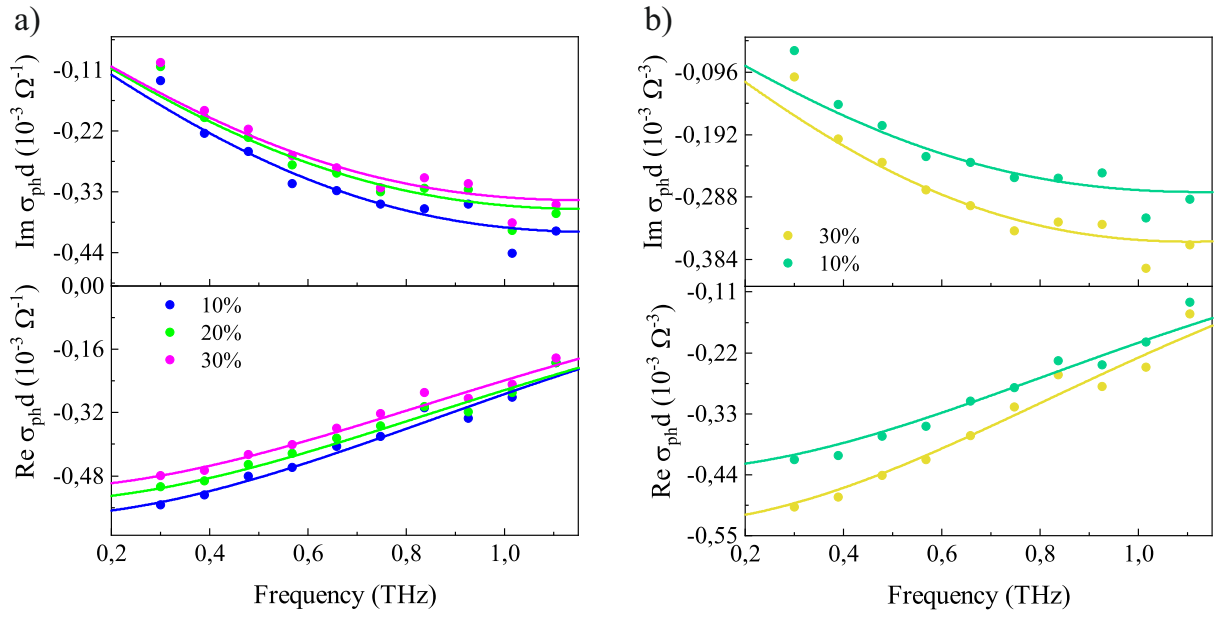 a)
Im σphd (10-3 Ω-1)
-0,11
-0,22
-0,33
-0,44
0,00
Re σphd (10-3 Ω-1)
-0,16
-0,32
-0,48
10%
20%
30%
0,2 0,4 0,6 0,8 1,0
Frequency (THz)
b)
Im σphd (10-3 Ω-3)
-0,096
-0,192
-0,288
-0,384
30%
10%
Re σphd (10-3 Ω-3)
-0,11
-0,22
-0,33
-0,44
-0,55
0,2 0,4 0,6 0,8 1,0
Frequency (THz)